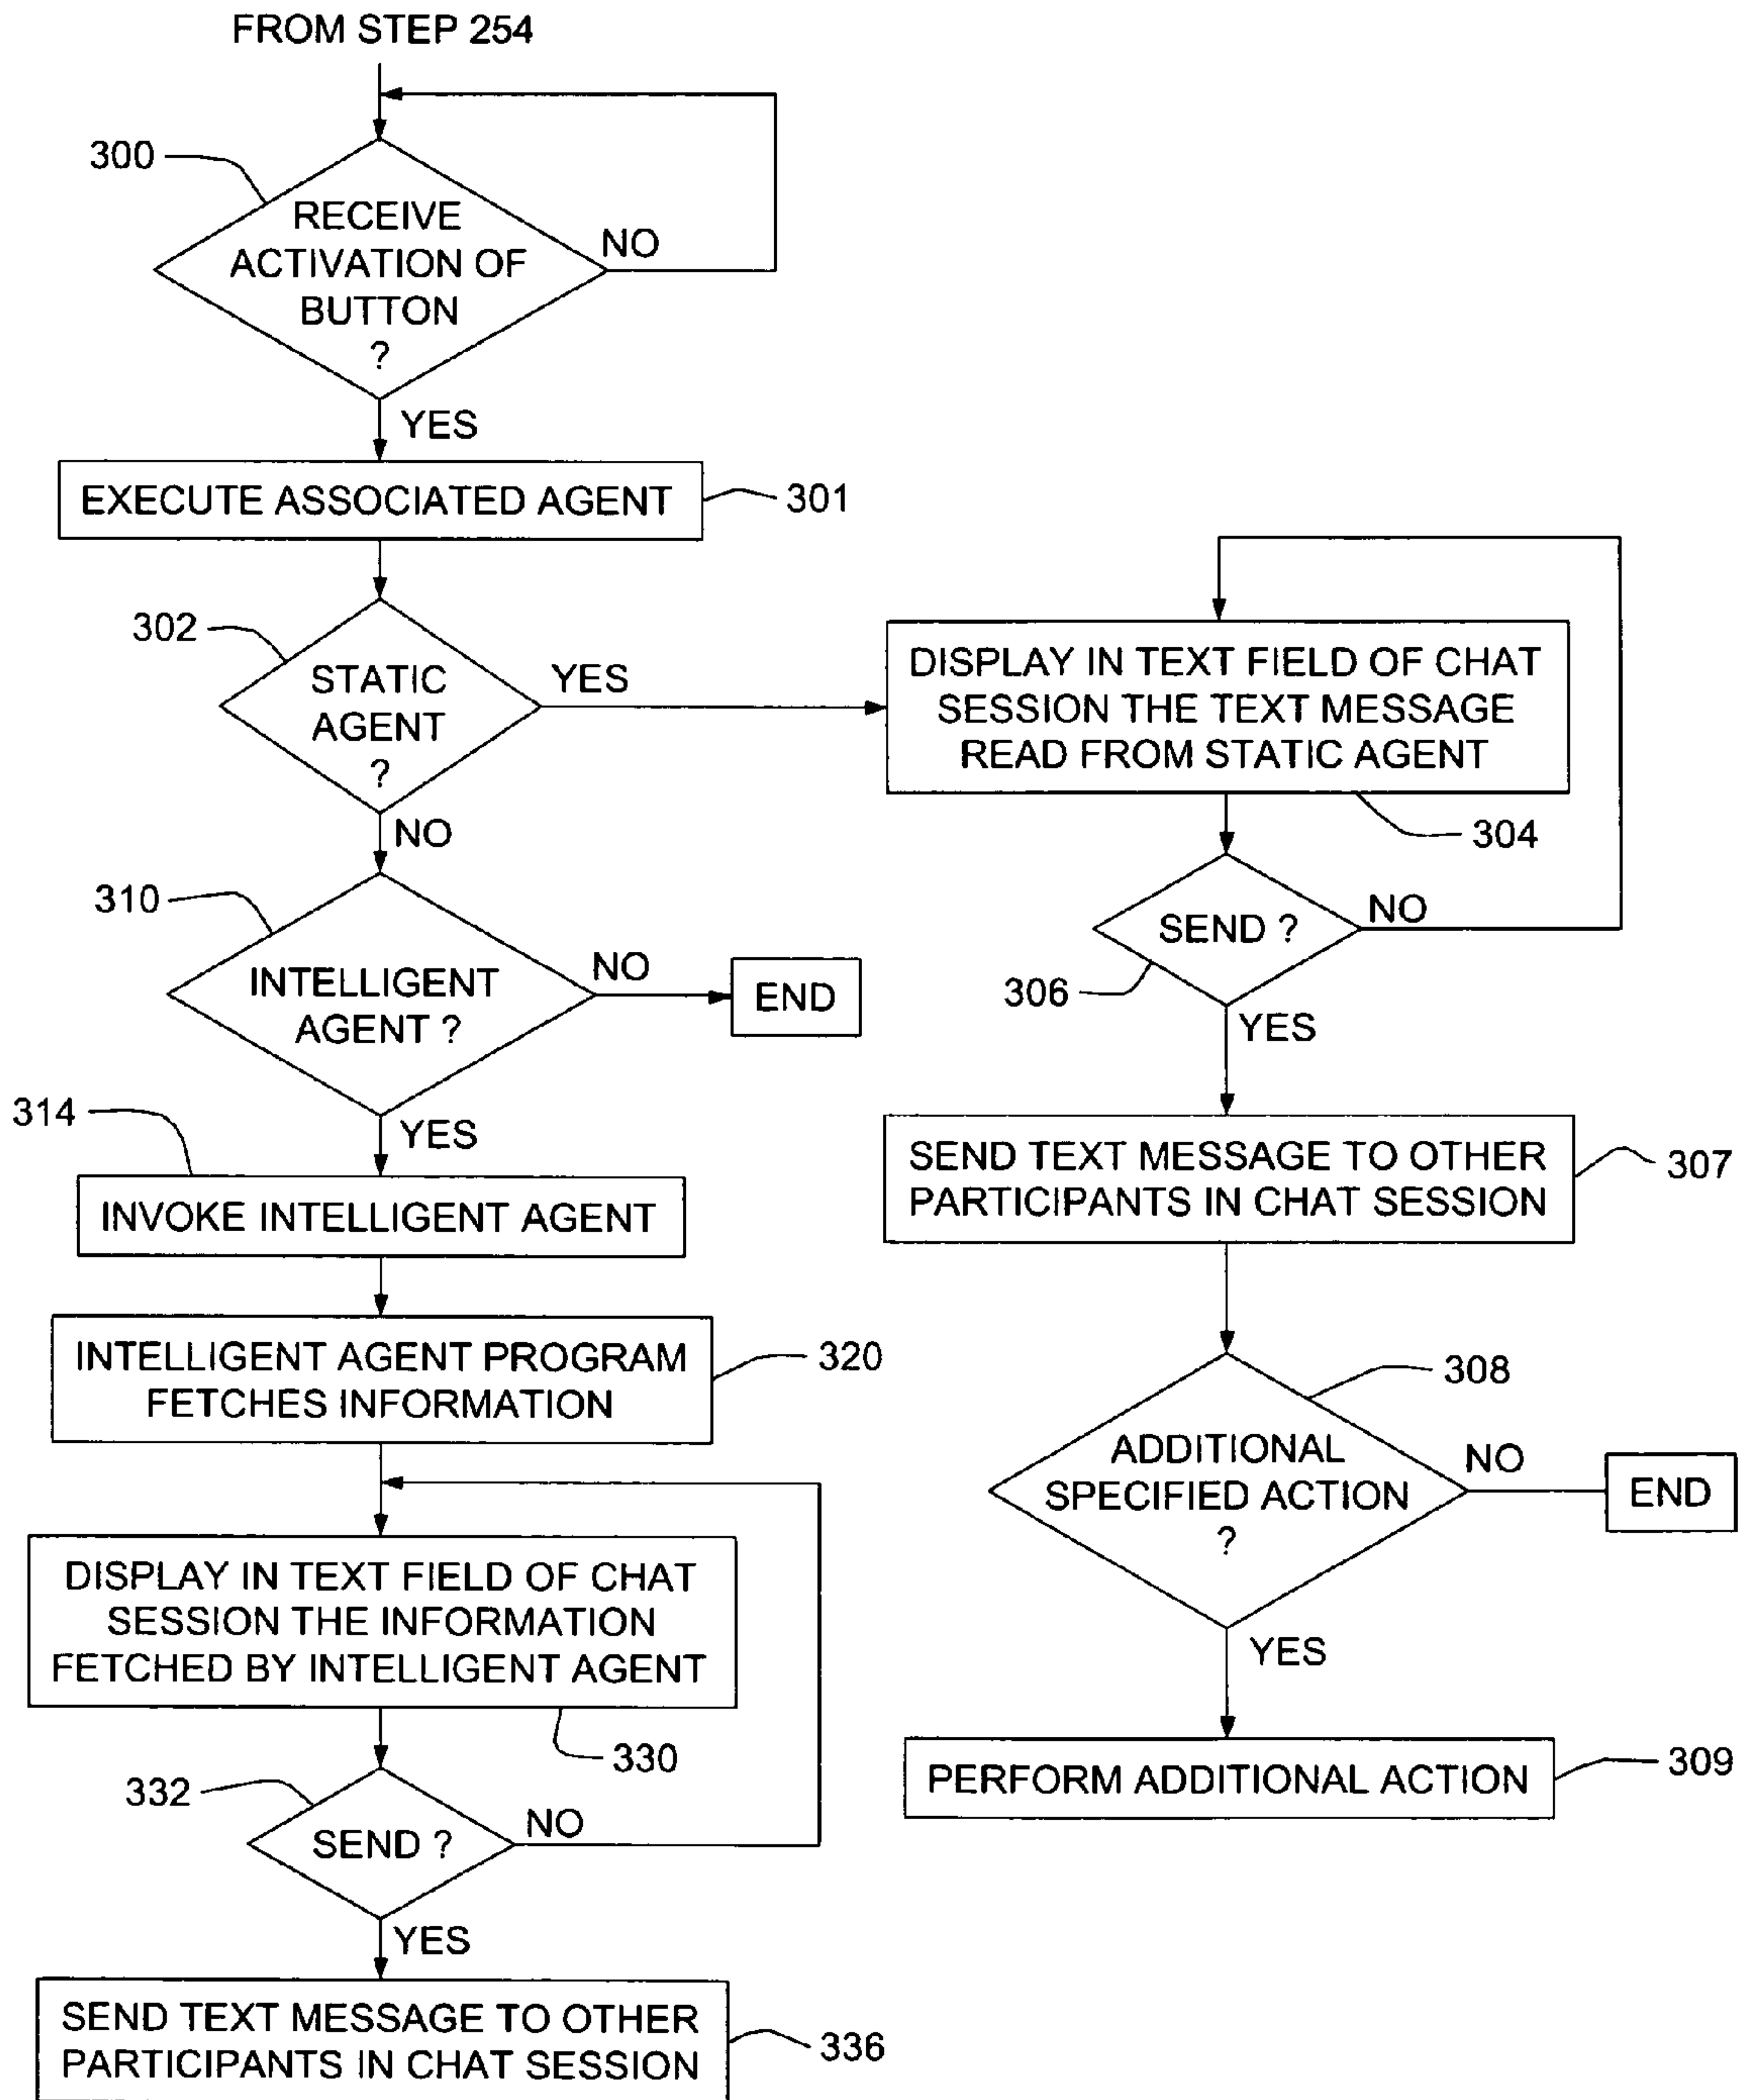 FROM STEP 254
300
RECEIVE
ACTIVATION OF
BUTTON
?
NO
YES
EXECUTE ASSOCIATED AGENT
301
302
STATIC
AGENT
?
YES
NO
DISPLAY IN TEXT FIELD OF CHAT
SESSION THE TEXT MESSAGE
READ FROM STATIC AGENT
304
SEND ?
NO
306
YES
SEND TEXT MESSAGE TO OTHER
PARTICIPANTS IN CHAT SESSION
307
308
ADDITIONAL
SPECIFIED ACTION
?
NO
END
YES
PERFORM ADDITIONAL ACTION
309
310
INTELLIGENT
AGENT ?
NO
END
YES
314
INVOKE INTELLIGENT AGENT
INTELLIGENT AGENT PROGRAM
FETCHES INFORMATION
320
DISPLAY IN TEXT FIELD OF CHAT
SESSION THE INFORMATION
FETCHED BY INTELLIGENT AGENT
330
332
SEND ?
NO
YES
SEND TEXT MESSAGE TO OTHER
PARTICIPANTS IN CHAT SESSION
336